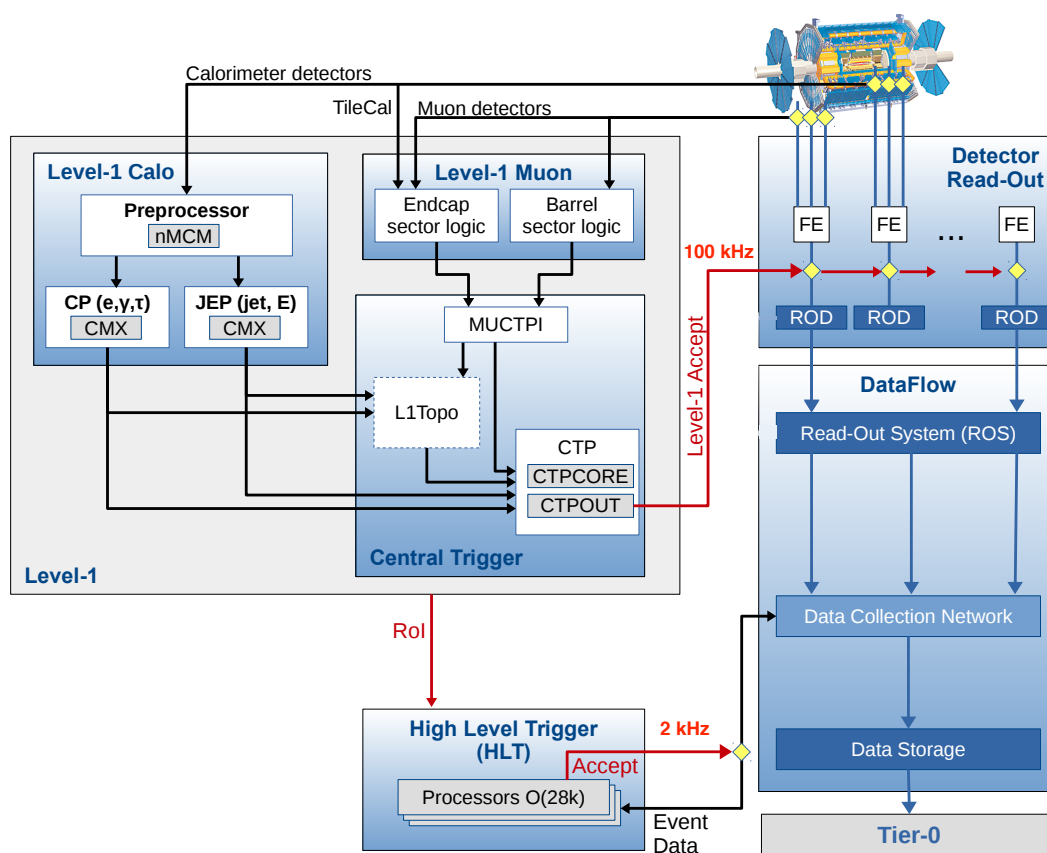 Calorimeter detectors
TileCal
Muon detectors
Level-1 Calo
Preprocessor
nMCM
CP (e,γ,τ)
CMX
JEP (jet, E)
CMX
Level-1 Muon
Endcap
sector logic
Barrel
sector logic
MUCTPI
L1Topo
CTP
CTPCORE
CTPOUT
Central Trigger
Level-1
100 kHz
Level-1 Accept
Detector
Read-Out
FE
FE
...
FE
ROD
ROD
ROD
DataFlow
Read-Out System (ROS)
Data Collection Network
Data Storage
Tier-0
RoI
High Level Trigger
(HLT)
2 kHz
Accept
Processors O(28k)
Event
Data